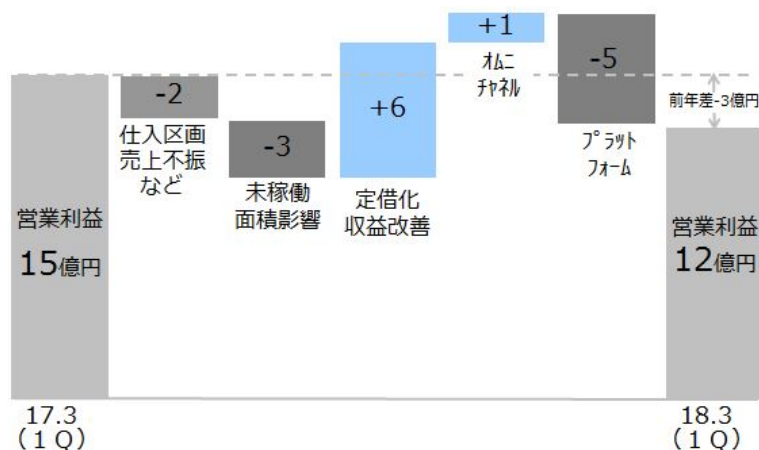 営業利益
15億円
17.3
（１Ｑ）
-2
仕入区画
売上不振
など
-3
未稼働
面積影響
+6
定借化
収益改善
+1
ｵﾑﾆ
ﾁｬﾈﾙ
-5
ﾌﾟﾗｯﾄ
ﾌｫｰﾑ
前年差-3億円
営業利益
12億円
18.3
（１Ｑ）